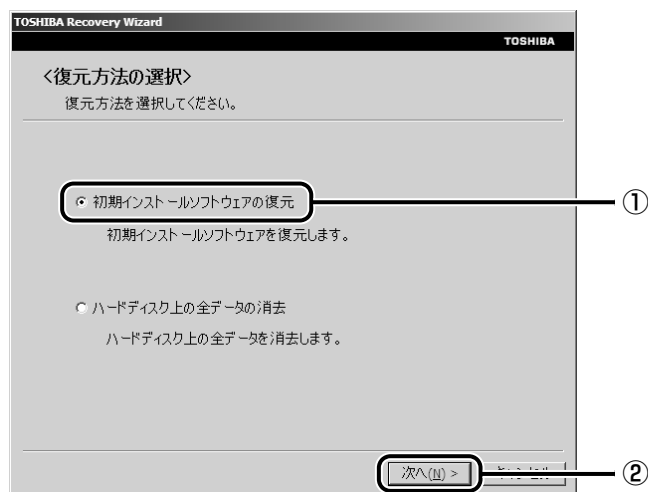 TOSHIBA Recovery Wizard
TOSHIBA
<復元方法の選択>
復元方法を選択してください。
初期インストールソフトウェアの復元
①
初期インストールソフトウェアを復元します。
ハードディスク上の全データの消去
ハードディスク上の全データを消去します。
次へ(N) >
②